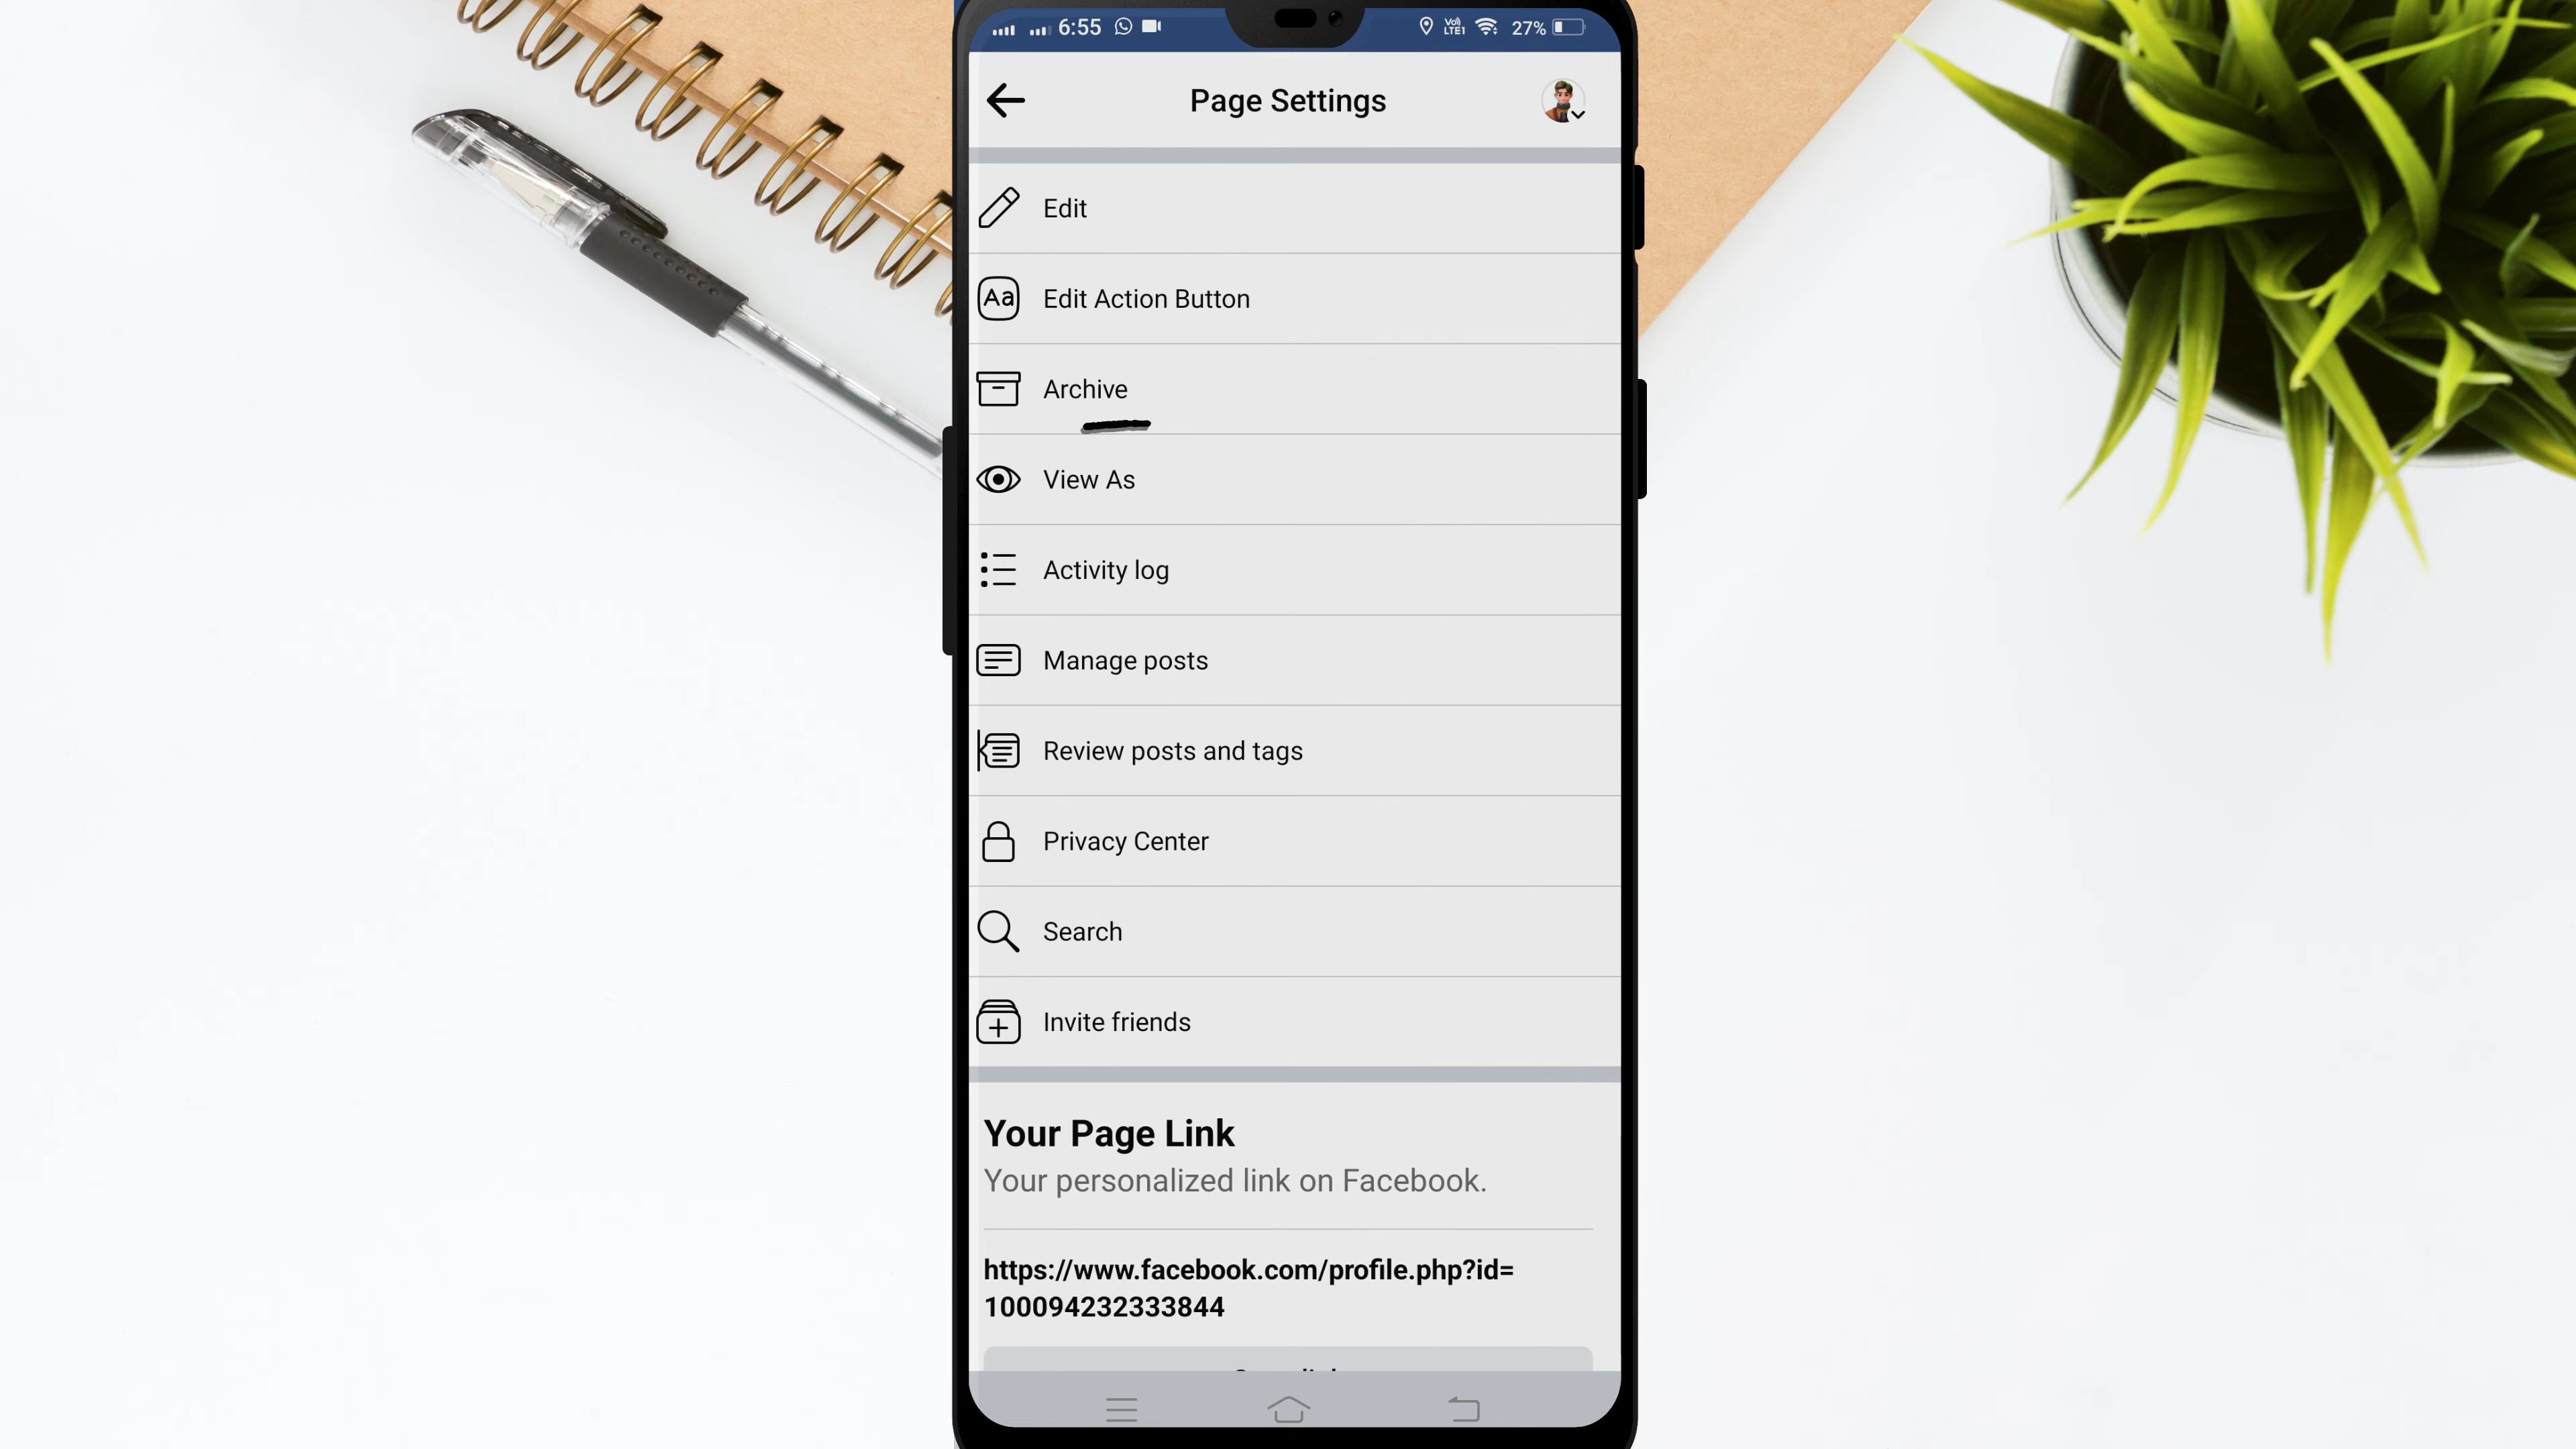 6:55
VoI)
LTE1
27%
Page Settings
Edit
Aa
Edit Action Button
Archive
View As
Activity log
Manage posts
Review posts and tags
Privacy Center
Search
Invite friends
Your Page Link
Your personalized link on Facebook.
https://www.facebook.com/profile.php?id=
100094232333844